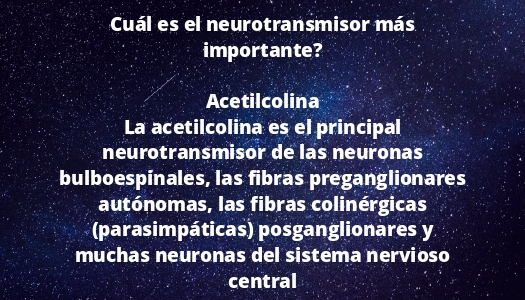 Cuál es el neurotransmisor más
importante?
Acetilcolina
La acetilcolina es el principal
neurotransmisor de las neuronas
bulboespinales, las fibras preganglionares
autónomas, las fibras colinérgicas
(parasimpáticas) posganglionares y
muchas neuronas del sistema nervioso
central